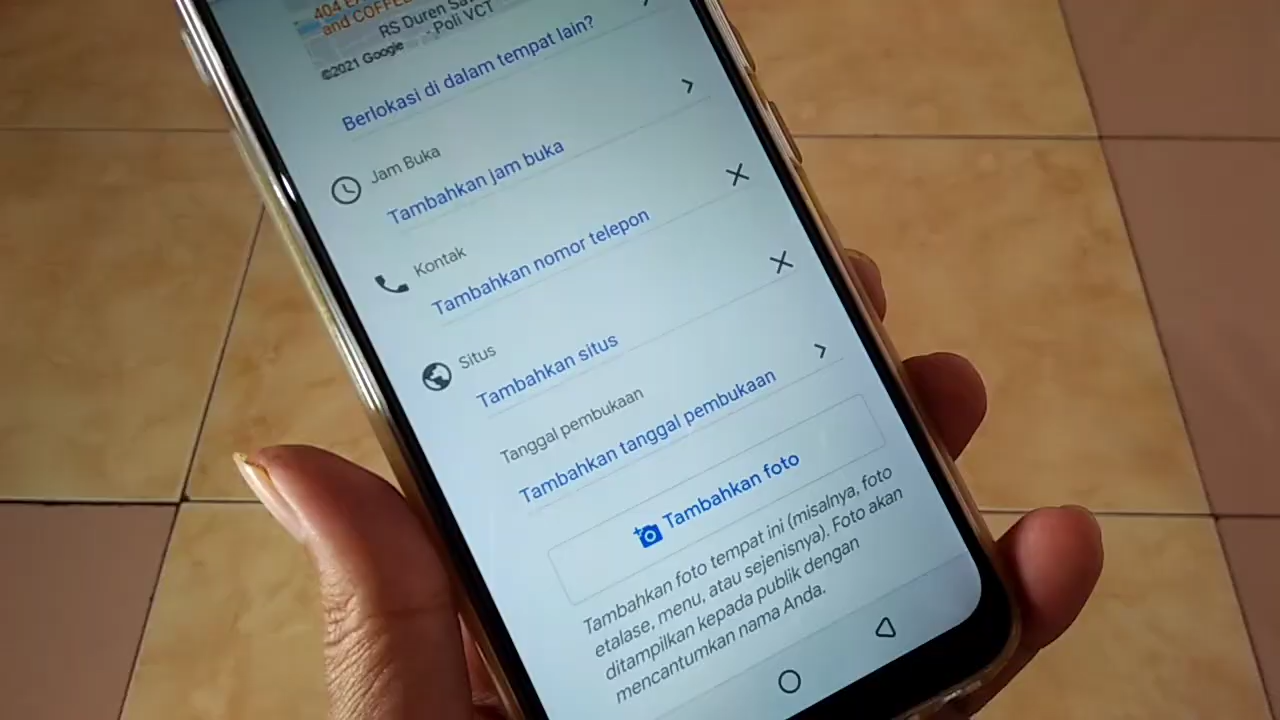 404 E
and COFFEE
RS Duren Sa
Poli VCT
©2021 Google
Berlokasi di dalam tempat lain?
Jam Buka
Tambahkan jam buka
Kontak
Tambahkan nomor telepon
Situs
Tambahkan situs
Tanggal pembukaan
Tambahkan tanggal pembukaan
Tambahkan foto
Tambahkan foto tempat ini (misalnya, foto
etalase, menu, atau sejenisnya). Foto akan
ditampilkan kepada publik dengan
mencantumkan nama Anda.